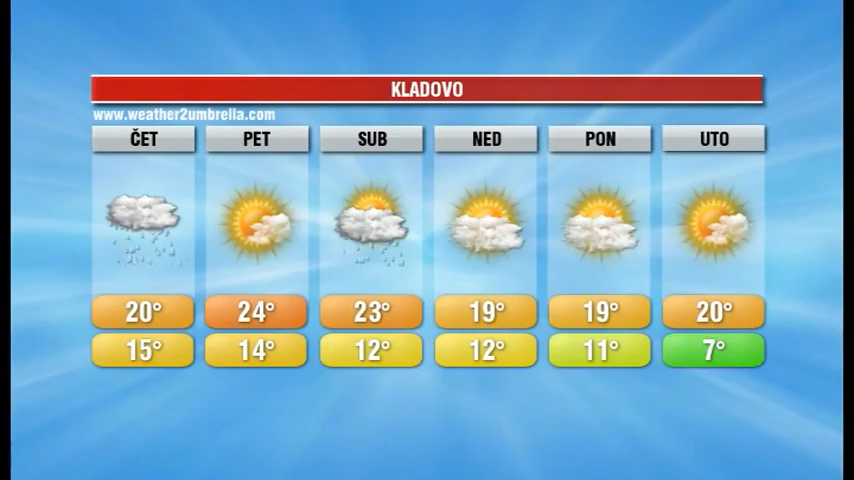 KLADOVO
www.weather2umbrella.com
ČET PET SUB NED PON UTO
20° 24° 23° 19° 19° 20°
15° 14° 12° 12° 11° 7°